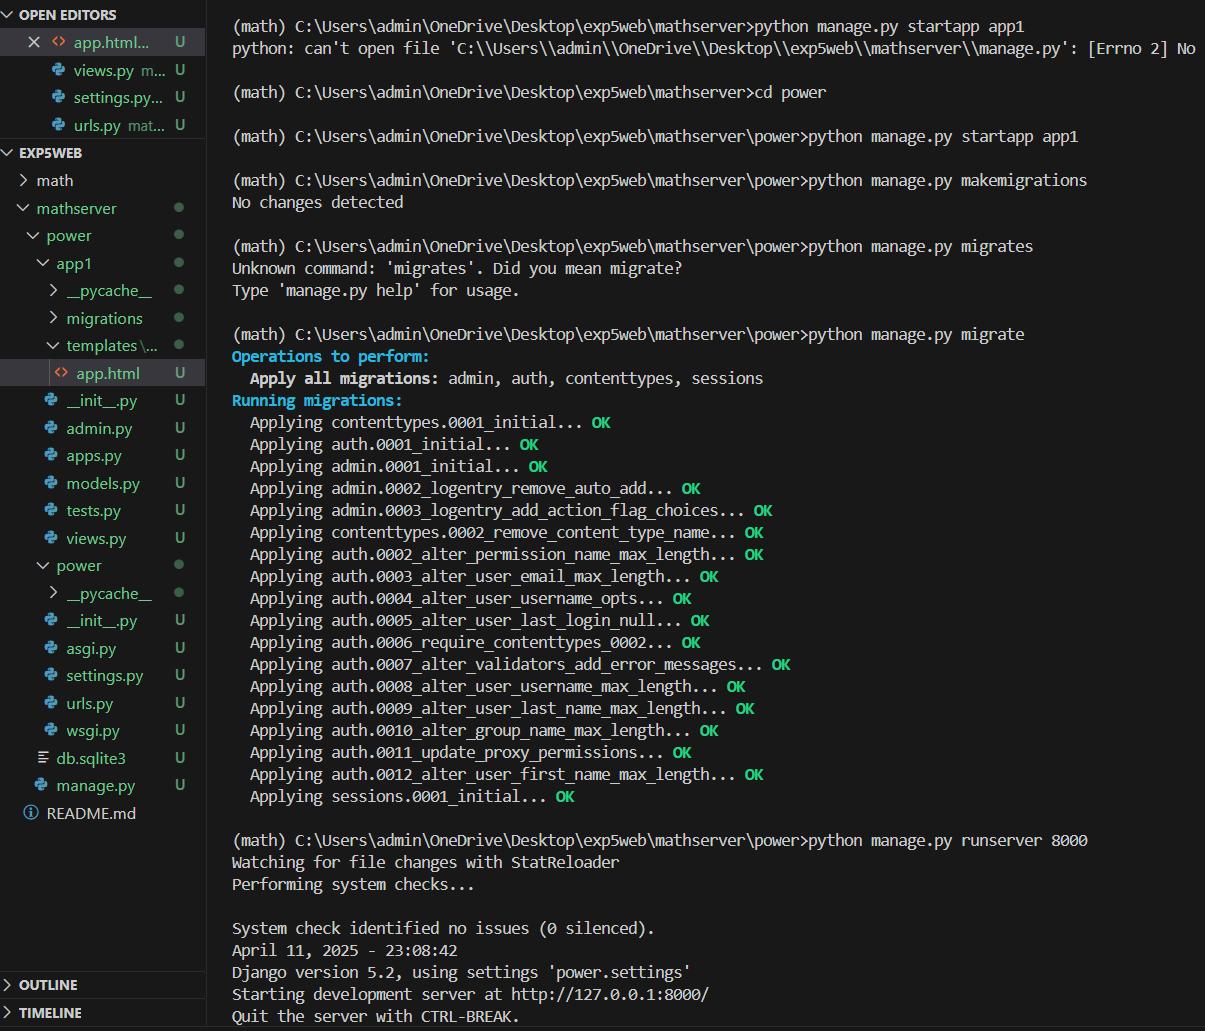 OPEN EDITORS
app.html... U
views.py m... U
settings.py... U
urls.py mat... U
EXP5WEB
math
mathserver
power
app1
__pycache__
migrations
templates\...
app.html U
__init__.py U
admin.py U
apps.py U
models.py U
tests.py U
views.py U
power
__pycache__
__init__.py U
asgi.py U
settings.py U
urls.py U
wsgi.py U
db.sqlite3 U
manage.py U
README.md
OUTLINE
TIMELINE
(math) C:\Users\admin\OneDrive\Desktop\exp5web\mathserver>python manage.py startapp app1
python: can't open file 'C:\\Users\\admin\\OneDrive\\Desktop\\exp5web\\mathserver\\manage.py': [Errno 2] No
(math) C:\Users\admin\OneDrive\Desktop\exp5web\mathserver>cd power
(math) C:\Users\admin\OneDrive\Desktop\exp5web\mathserver\power>python manage.py startapp app1
(math) C:\Users\admin\OneDrive\Desktop\exp5web\mathserver\power>python manage.py makemigrations
No changes detected
(math) C:\Users\admin\OneDrive\Desktop\exp5web\mathserver\power>python manage.py migrates
Unknown command: 'migrates'. Did you mean migrate?
Type 'manage.py help' for usage.
(math) C:\Users\admin\OneDrive\Desktop\exp5web\mathserver\power>python manage.py migrate
Operations to perform:
Apply all migrations: admin, auth, contenttypes, sessions
Running migrations:
Applying contenttypes.0001_initial... OK
Applying auth.0001_initial... OK
Applying admin.0001_initial... OK
Applying admin.0002_logentry_remove_auto_add... OK
Applying admin.0003_logentry_add_action_flag_choices... OK
Applying contenttypes.0002_remove_content_type_name... OK
Applying auth.0002_alter_permission_name_max_length... OK
Applying auth.0003_alter_user_email_max_length... OK
Applying auth.0004_alter_user_username_opts... OK
Applying auth.0005_alter_user_last_login_null... OK
Applying auth.0006_require_contenttypes_0002... OK
Applying auth.0007_alter_validators_add_error_messages... OK
Applying auth.0008_alter_user_username_max_length... OK
Applying auth.0009_alter_user_last_name_max_length... OK
Applying auth.0010_alter_group_name_max_length... OK
Applying auth.0011_update_proxy_permissions... OK
Applying auth.0012_alter_user_first_name_max_length... OK
Applying sessions.0001_initial... OK
(math) C:\Users\admin\OneDrive\Desktop\exp5web\mathserver\power>python manage.py runserver 8000
Watching for file changes with StatReloader
Performing system checks...
System check identified no issues (0 silenced).
April 11, 2025 - 23:08:42
Django version 5.2, using settings 'power.settings'
Starting development server at http://127.0.0.1:8000/
Quit the server with CTRL-BREAK.